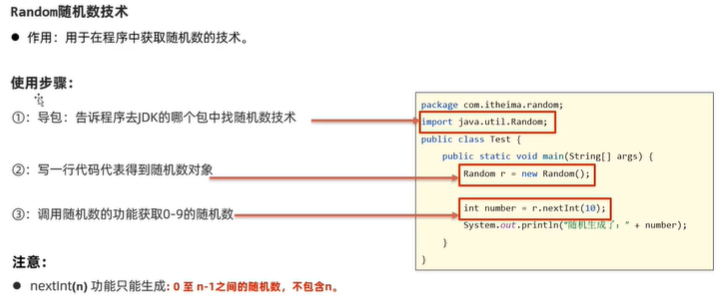 Random随机数技术
● 作用：用于在程序中获取随机数的技术。
使用步骤：
①：导包：告诉程序去JDK的哪个包中找随机数技术
②：写一行代码代表得到随机数对象
③：调用随机数的功能获取0-9的随机数
package com.itheima.random;
import java.util.Random;
public class Test {
public static void main(String[] args) {
Random r = new Random();
int number = r.nextInt(10);
System.out.println("随机生成了：" + number);
}
}
注意：
● nextInt(n) 功能只能生成: 0 至 n-1之间的随机数，不包含n。